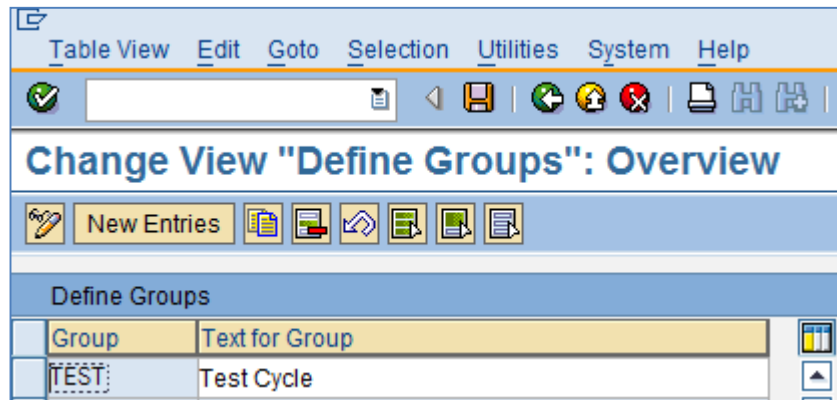 Table View Edit Goto Selection Utilities System Help
Change View "Define Groups": Overview
New Entries
Define Groups
Group Text for Group
TEST Test Cycle